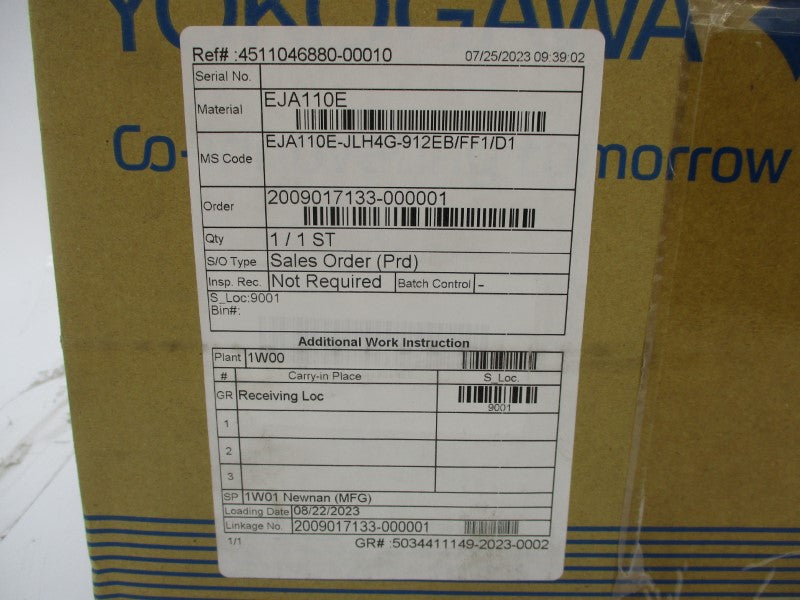 YOKOGAWA
Ref# :4511046880-00010 07/25/2023 09:39:02
Serial No.
Material EJA110E
MS Code EJA110E-JLH4G-912EB/FF1/D1
Co- morrow
Order 2009017133-000001
Qty 1 / 1 ST
S/O Type Sales Order (Prd)
Insp. Rec. Not Required Batch Control -
S_Loc:9001
Bin#:
Additional Work Instruction
Plant 1W00
# Carry-in Place S_Loc.
GR Receiving Loc 9001
1
2
3
SP 1W01 Newnan (MFG)
Loading Date 08/22/2023
Linkage No. 2009017133-000001
1/1 GR# :5034411149-2023-0002